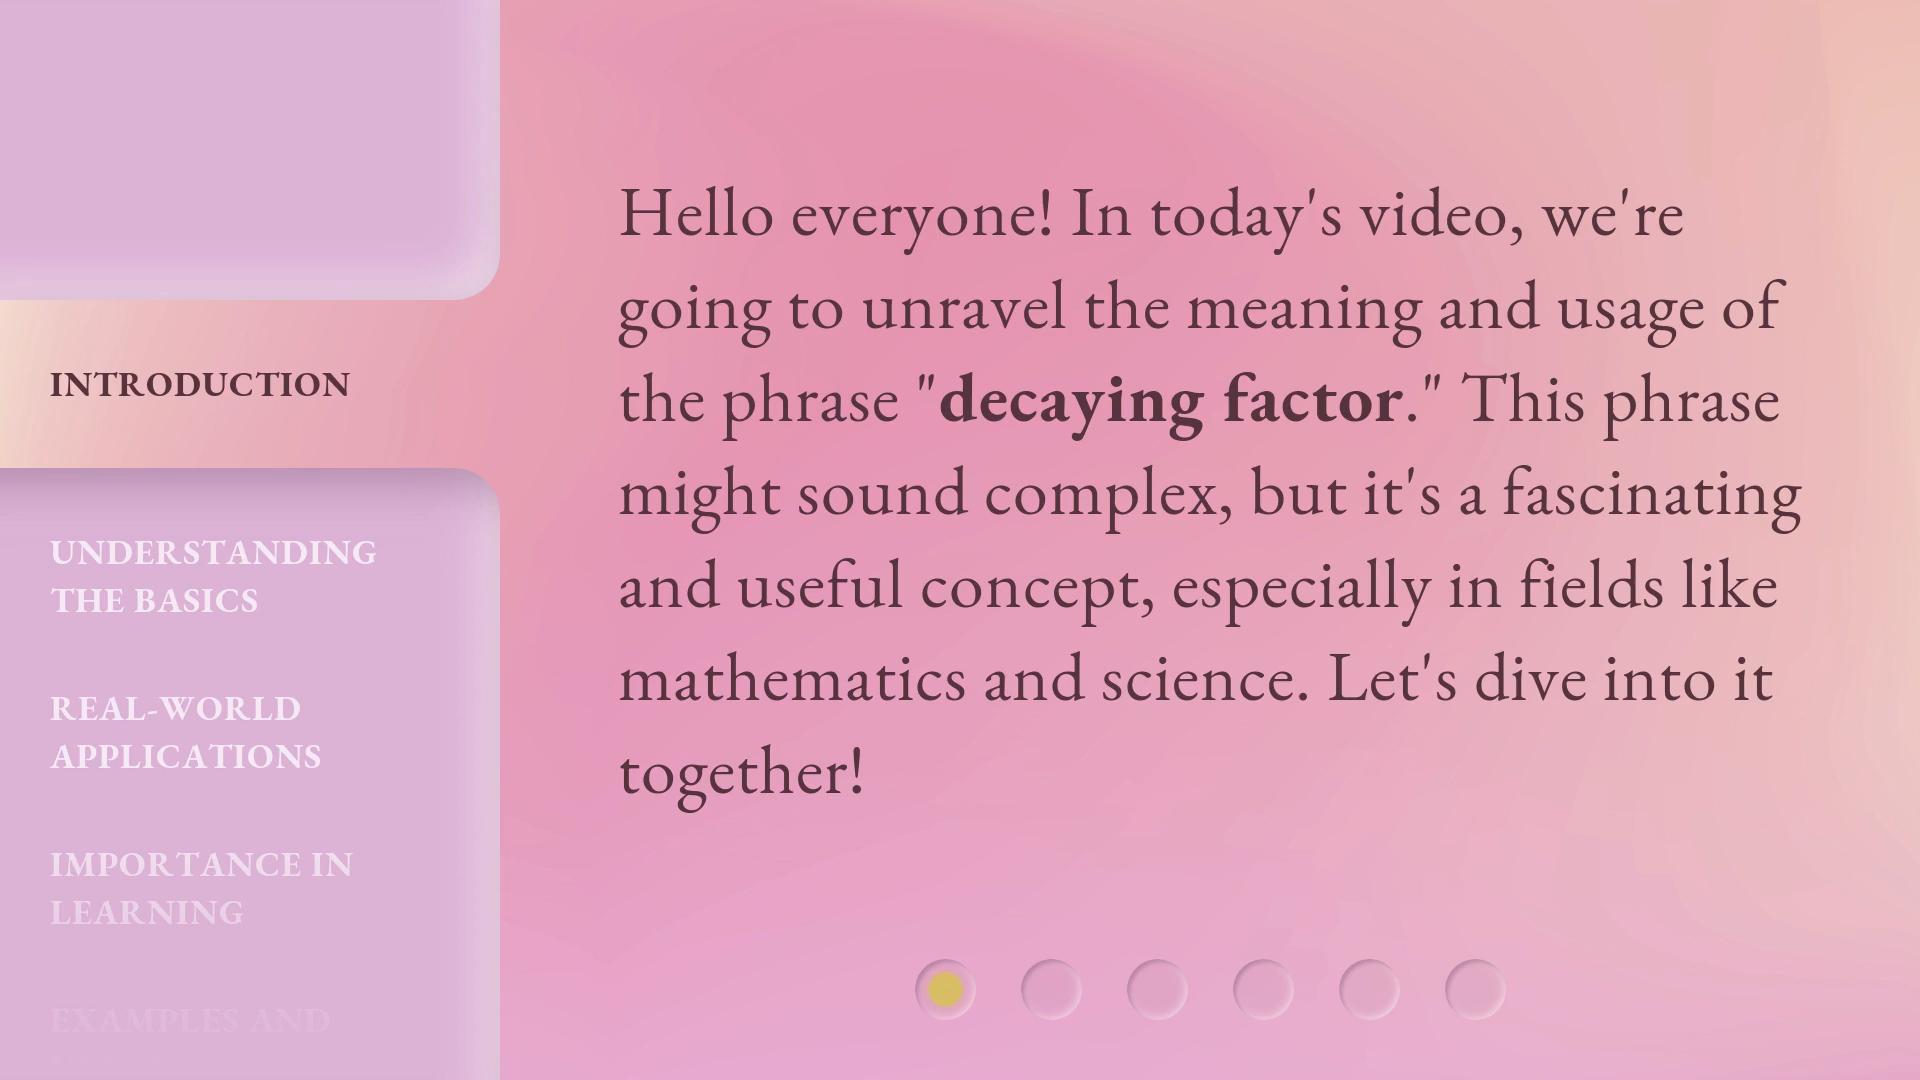 INTRODUCTION
UNDERSTANDING
THE BASICS
REAL-WORLD
APPLICATIONS
IMPORTANCE IN
LEARNING
EXAMPLES AND
Hello everyone! In today's video, we're
going to unravel the meaning and usage of
the phrase "decaying factor." This phrase
might sound complex, but it's a fascinating
and useful concept, especially in fields like
mathematics and science. Let's dive into it
together!